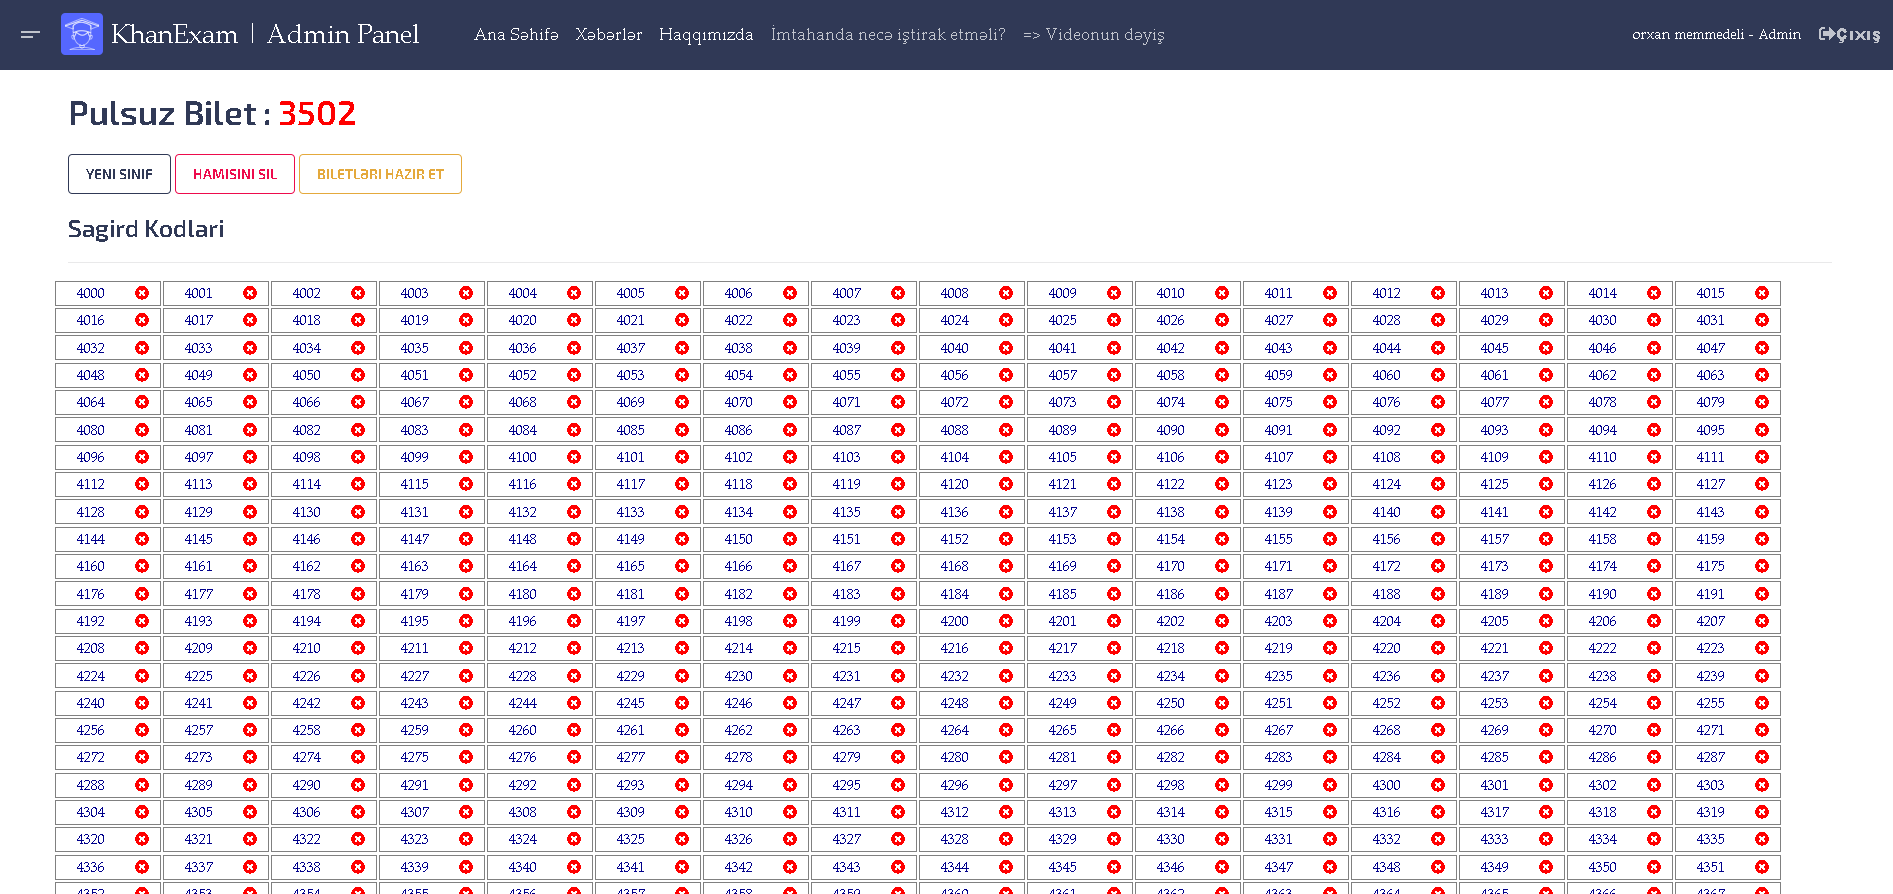 KhanExam | Admin Panel Ana Səhifə Xəbərlər Haqqımızda İmtahanda necə iştirak etməli? => Videonun dəyiş orxan memmedeli - Admin Çıxış
Pulsuz Bilet : 3502
YENI SINIF HAMISINI SIL BILETLƏRI HAZIR ET
Sagird Kodlari
4000 4001 4002 4003 4004 4005 4006 4007 4008 4009 4010 4011 4012 4013 4014 4015
4016 4017 4018 4019 4020 4021 4022 4023 4024 4025 4026 4027 4028 4029 4030 4031
4032 4033 4034 4035 4036 4037 4038 4039 4040 4041 4042 4043 4044 4045 4046 4047
4048 4049 4050 4051 4052 4053 4054 4055 4056 4057 4058 4059 4060 4061 4062 4063
4064 4065 4066 4067 4068 4069 4070 4071 4072 4073 4074 4075 4076 4077 4078 4079
4080 4081 4082 4083 4084 4085 4086 4087 4088 4089 4090 4091 4092 4093 4094 4095
4096 4097 4098 4099 4100 4101 4102 4103 4104 4105 4106 4107 4108 4109 4110 4111
4112 4113 4114 4115 4116 4117 4118 4119 4120 4121 4122 4123 4124 4125 4126 4127
4128 4129 4130 4131 4132 4133 4134 4135 4136 4137 4138 4139 4140 4141 4142 4143
4144 4145 4146 4147 4148 4149 4150 4151 4152 4153 4154 4155 4156 4157 4158 4159
4160 4161 4162 4163 4164 4165 4166 4167 4168 4169 4170 4171 4172 4173 4174 4175
4176 4177 4178 4179 4180 4181 4182 4183 4184 4185 4186 4187 4188 4189 4190 4191
4192 4193 4194 4195 4196 4197 4198 4199 4200 4201 4202 4203 4204 4205 4206 4207
4208 4209 4210 4211 4212 4213 4214 4215 4216 4217 4218 4219 4220 4221 4222 4223
4224 4225 4226 4227 4228 4229 4230 4231 4232 4233 4234 4235 4236 4237 4238 4239
4240 4241 4242 4243 4244 4245 4246 4247 4248 4249 4250 4251 4252 4253 4254 4255
4256 4257 4258 4259 4260 4261 4262 4263 4264 4265 4266 4267 4268 4269 4270 4271
4272 4273 4274 4275 4276 4277 4278 4279 4280 4281 4282 4283 4284 4285 4286 4287
4288 4289 4290 4291 4292 4293 4294 4295 4296 4297 4298 4299 4300 4301 4302 4303
4304 4305 4306 4307 4308 4309 4310 4311 4312 4313 4314 4315 4316 4317 4318 4319
4320 4321 4322 4323 4324 4325 4326 4327 4328 4329 4330 4331 4332 4333 4334 4335
4336 4337 4338 4339 4340 4341 4342 4343 4344 4345 4346 4347 4348 4349 4350 4351